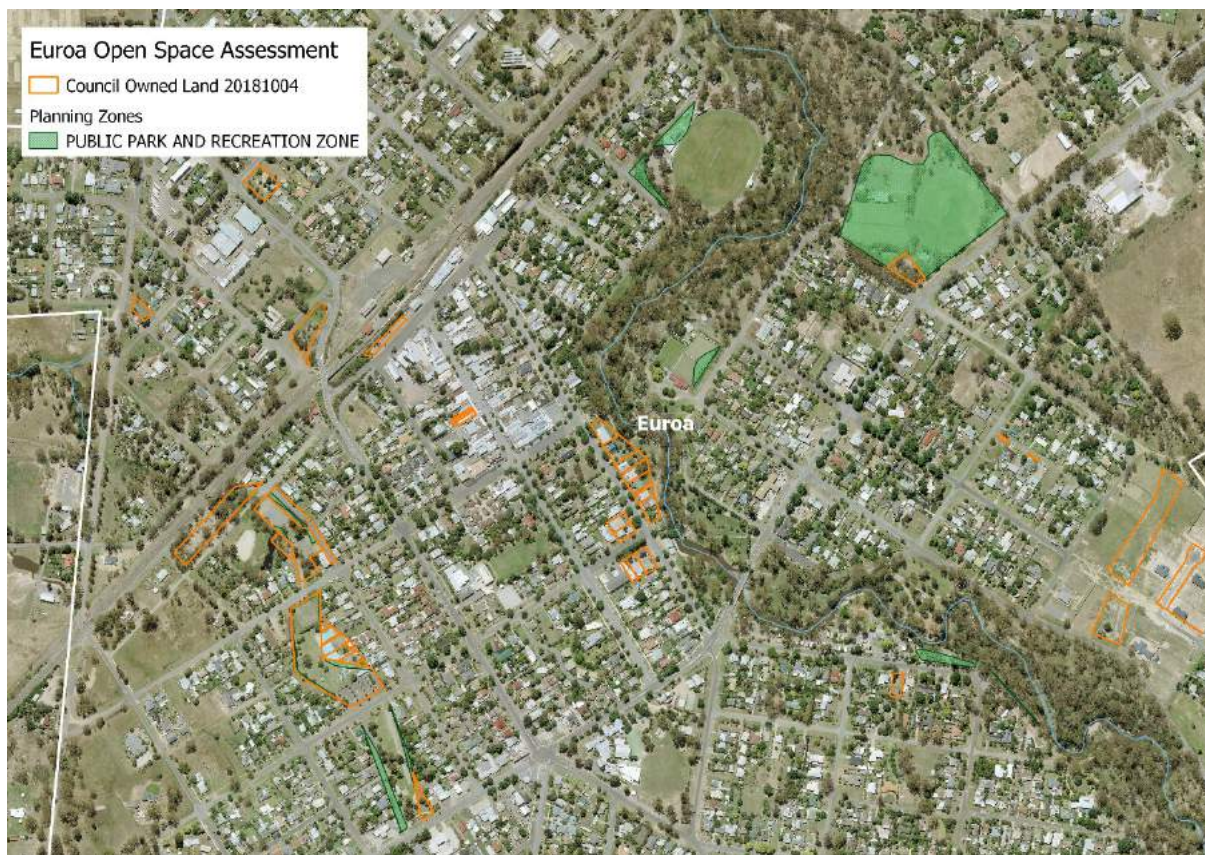 Euroa Open Space Assessment
Council Owned Land 20181004
Planning Zones
PUBLIC PARK AND RECREATION ZONE
Euroa